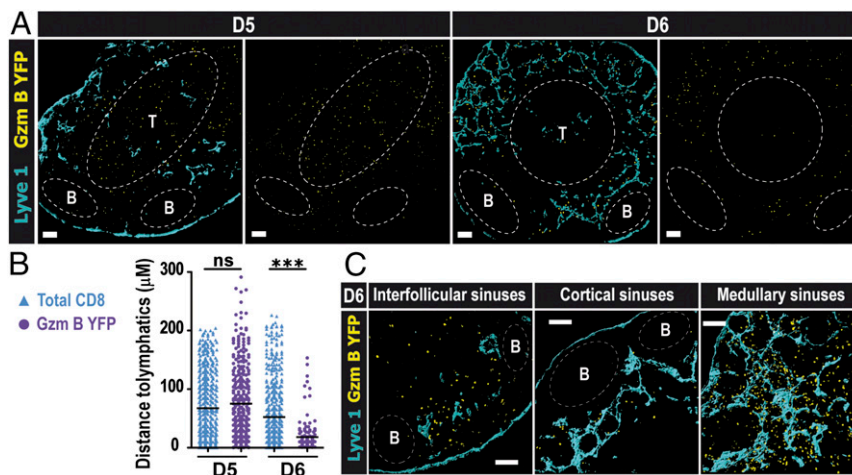 A
D5
D6
Lyve 1 Gzm B YFP
T
B
B
T
B
B
B
Distance tolymphatics (μM)
300
200
100
0
ns
***
D5
D6
Total CD8
Gzm B YFP
C
D6
Interfollicular sinuses
Cortical sinuses
Medullary sinuses
Lyve 1 Gzm B YFP
B
B
B
B